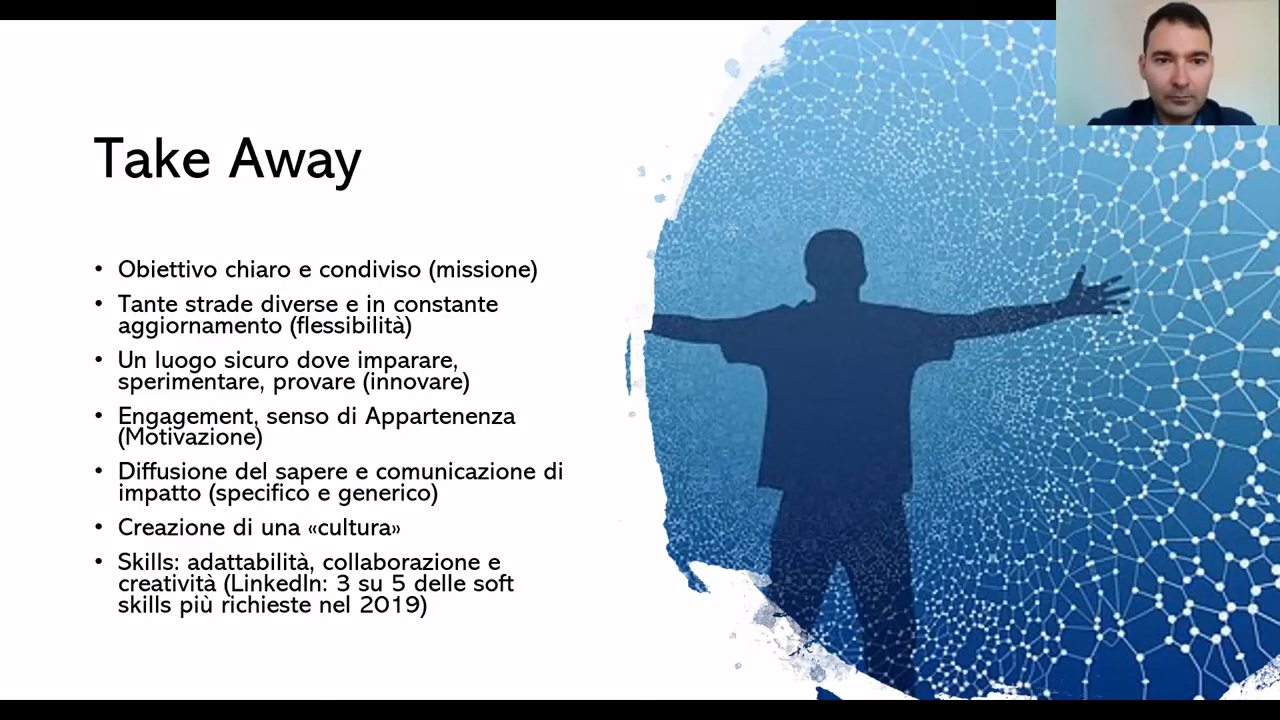 Take Away
• Obiettivo chiaro e condiviso (missione)
• Tante strade diverse e in constante
aggiornamento (flessibilità)
• Un luogo sicuro dove imparare,
sperimentare, provare (innovare)
• Engagement, senso di Appartenenza
(Motivazione)
• Diffusione del sapere e comunicazione di
impatto (specifico e generico)
• Creazione di una «cultura»
• Skills: adattabilità, collaborazione e
creatività (LinkedIn: 3 su 5 delle soft
skills più richieste nel 2019)